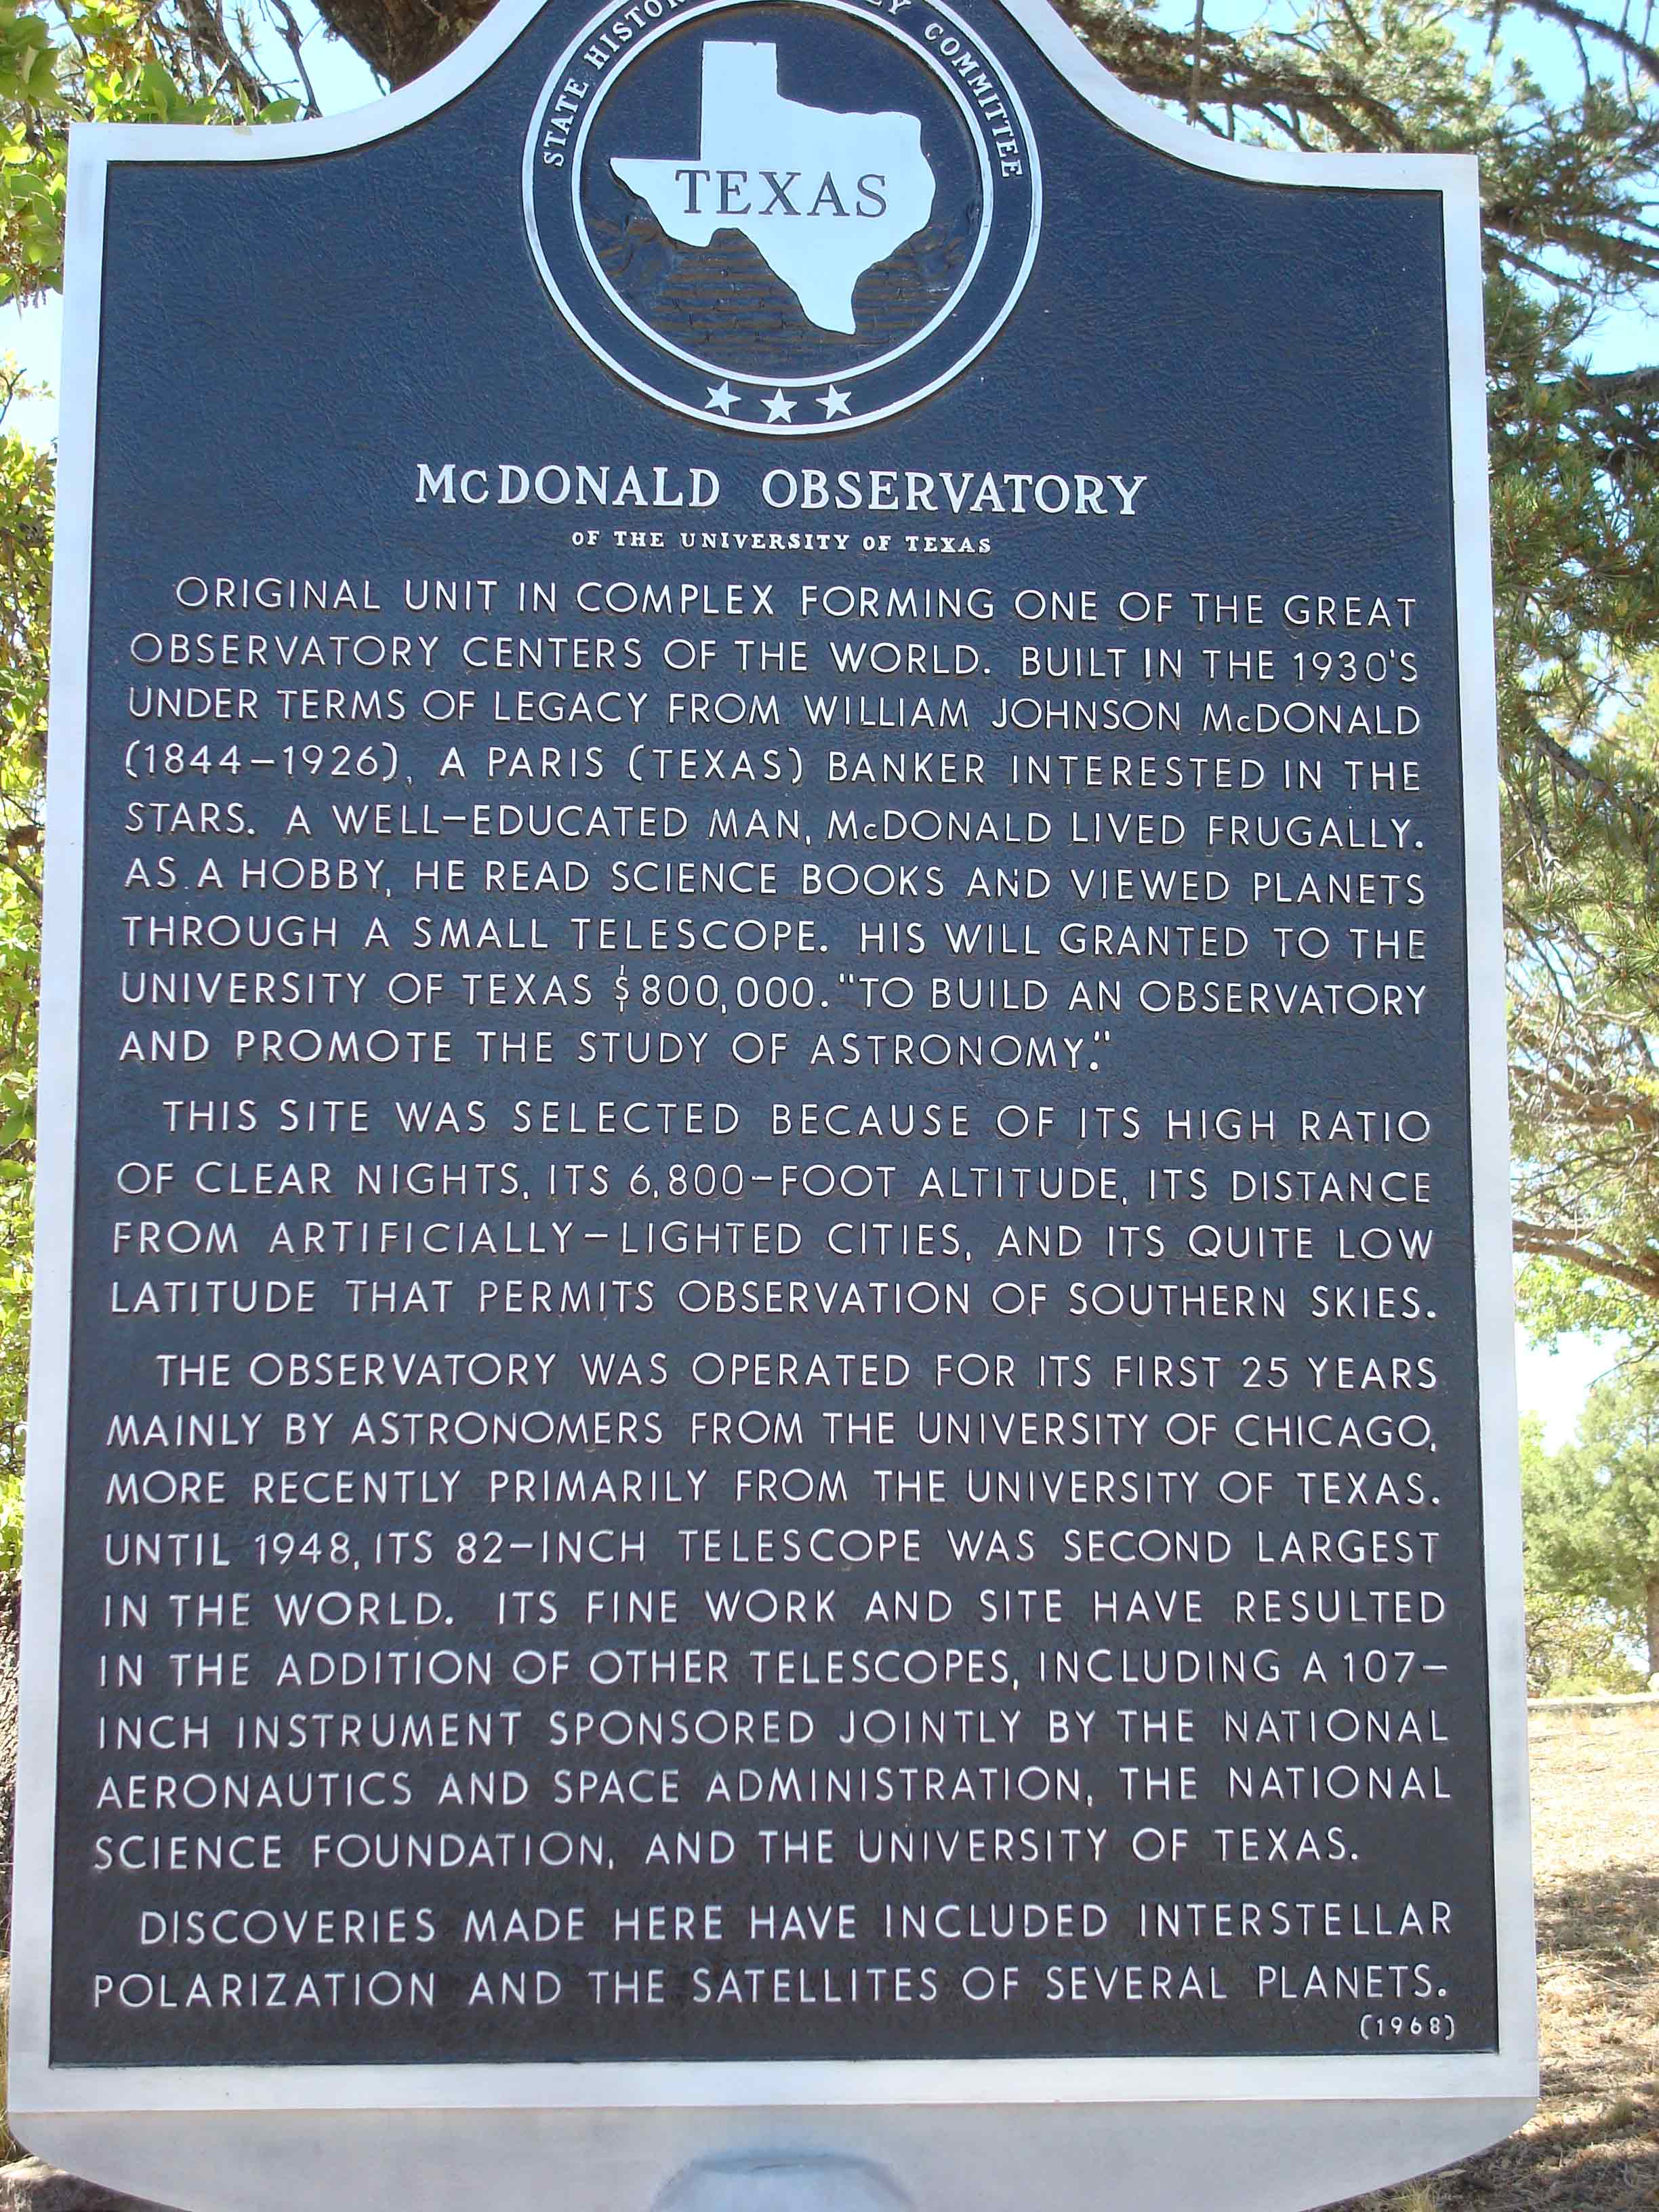 STATE HISTOR COMMITTEE
TEXAS
McDONALD OBSERVATORY
OF THE UNIVERSITY OF TEXAS
ORIGINAL UNIT IN COMPLEX FORMING ONE OF THE GREAT
OBSERVATORY CENTERS OF THE WORLD. BUILT IN THE 1930'S
UNDER TERMS OF LEGACY FROM WILLIAM JOHNSON McDONALD
(1844-1926), A PARIS (TEXAS) BANKER INTERESTED IN THE
STARS. A WELL-EDUCATED MAN, McDONALD LIVED FRUGALLY.
AS A HOBBY, HE READ SCIENCE BOOKS AND VIEWED PLANETS
THROUGH A SMALL TELESCOPE. HIS WILL GRANTED TO THE
UNIVERSITY OF TEXAS $800,000. "TO BUILD AN OBSERVATORY
AND PROMOTE THE STUDY OF ASTRONOMY."
THIS SITE WAS SELECTED BECAUSE OF ITS HIGH RATIO
OF CLEAR NIGHTS, ITS 6,800-FOOT ALTITUDE, ITS DISTANCE
FROM ARTIFICIALLY-LIGHTED CITIES, AND ITS QUITE LOW
LATITUDE THAT PERMITS OBSERVATION OF SOUTHERN SKIES.
THE OBSERVATORY WAS OPERATED FOR ITS FIRST 25 YEARS
MAINLY BY ASTRONOMERS FROM THE UNIVERSITY OF CHICAGO,
MORE RECENTLY PRIMARILY FROM THE UNIVERSITY OF TEXAS.
UNTIL 1948, ITS 82-INCH TELESCOPE WAS SECOND LARGEST
IN THE WORLD. ITS FINE WORK AND SITE HAVE RESULTED
IN THE ADDITION OF OTHER TELESCOPES, INCLUDING A 107-
INCH INSTRUMENT SPONSORED JOINTLY BY THE NATIONAL
AERONAUTICS AND SPACE ADMINISTRATION, THE NATIONAL
SCIENCE FOUNDATION, AND THE UNIVERSITY OF TEXAS.
DISCOVERIES MADE HERE HAVE INCLUDED INTERSTELLAR
POLARIZATION AND THE SATELLITES OF SEVERAL PLANETS.
(1968)